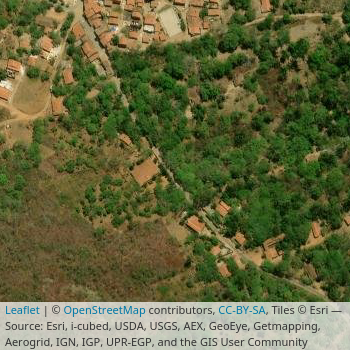 Leaflet | © OpenStreetMap contributors, CC-BY-SA, Tiles © Esri —
Source: Esri, i-cubed, USDA, USGS, AEX, GeoEye, Getmapping,
Aerogrid, IGN, IGP, UPR-EGP, and the GIS User Community